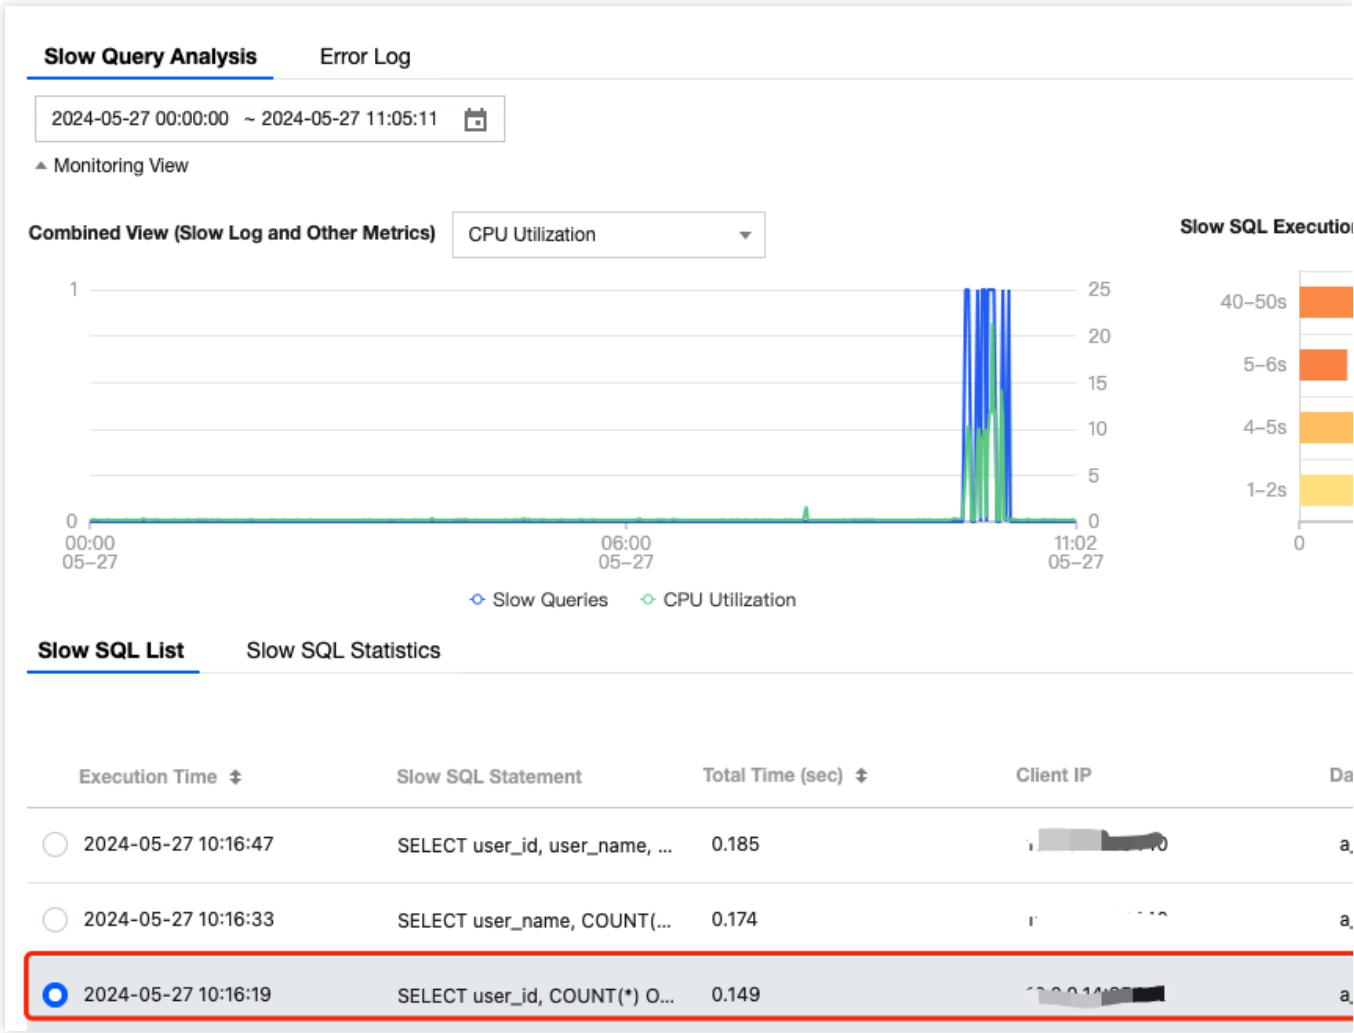 Slow Query Analysis Error Log
2024-05-27 00:00:00 ~ 2024-05-27 11:05:11
Monitoring View
Combined View (Slow Log and Other Metrics) CPU Utilization
Slow SQL
1 25
20
15
10
5
0 0
00:00 06:00 11:02
05-27 05-27 05-27
Slow Queries CPU Utilization
40-50s
5-6s
4-5s
1-2s
0
Slow SQL List Slow SQL Statistics
Execution Time Slow SQL Statement Total Time (sec) Client IP Da
2024-05-27 10:16:47 SELECT user_id, user_name, ... 0.185 a_
2024-05-27 10:16:33 SELECT user_name, COUNT(... 0.174 a_
2024-05-27 10:16:19 SELECT user_id, COUNT(*) O... 0.149 a_